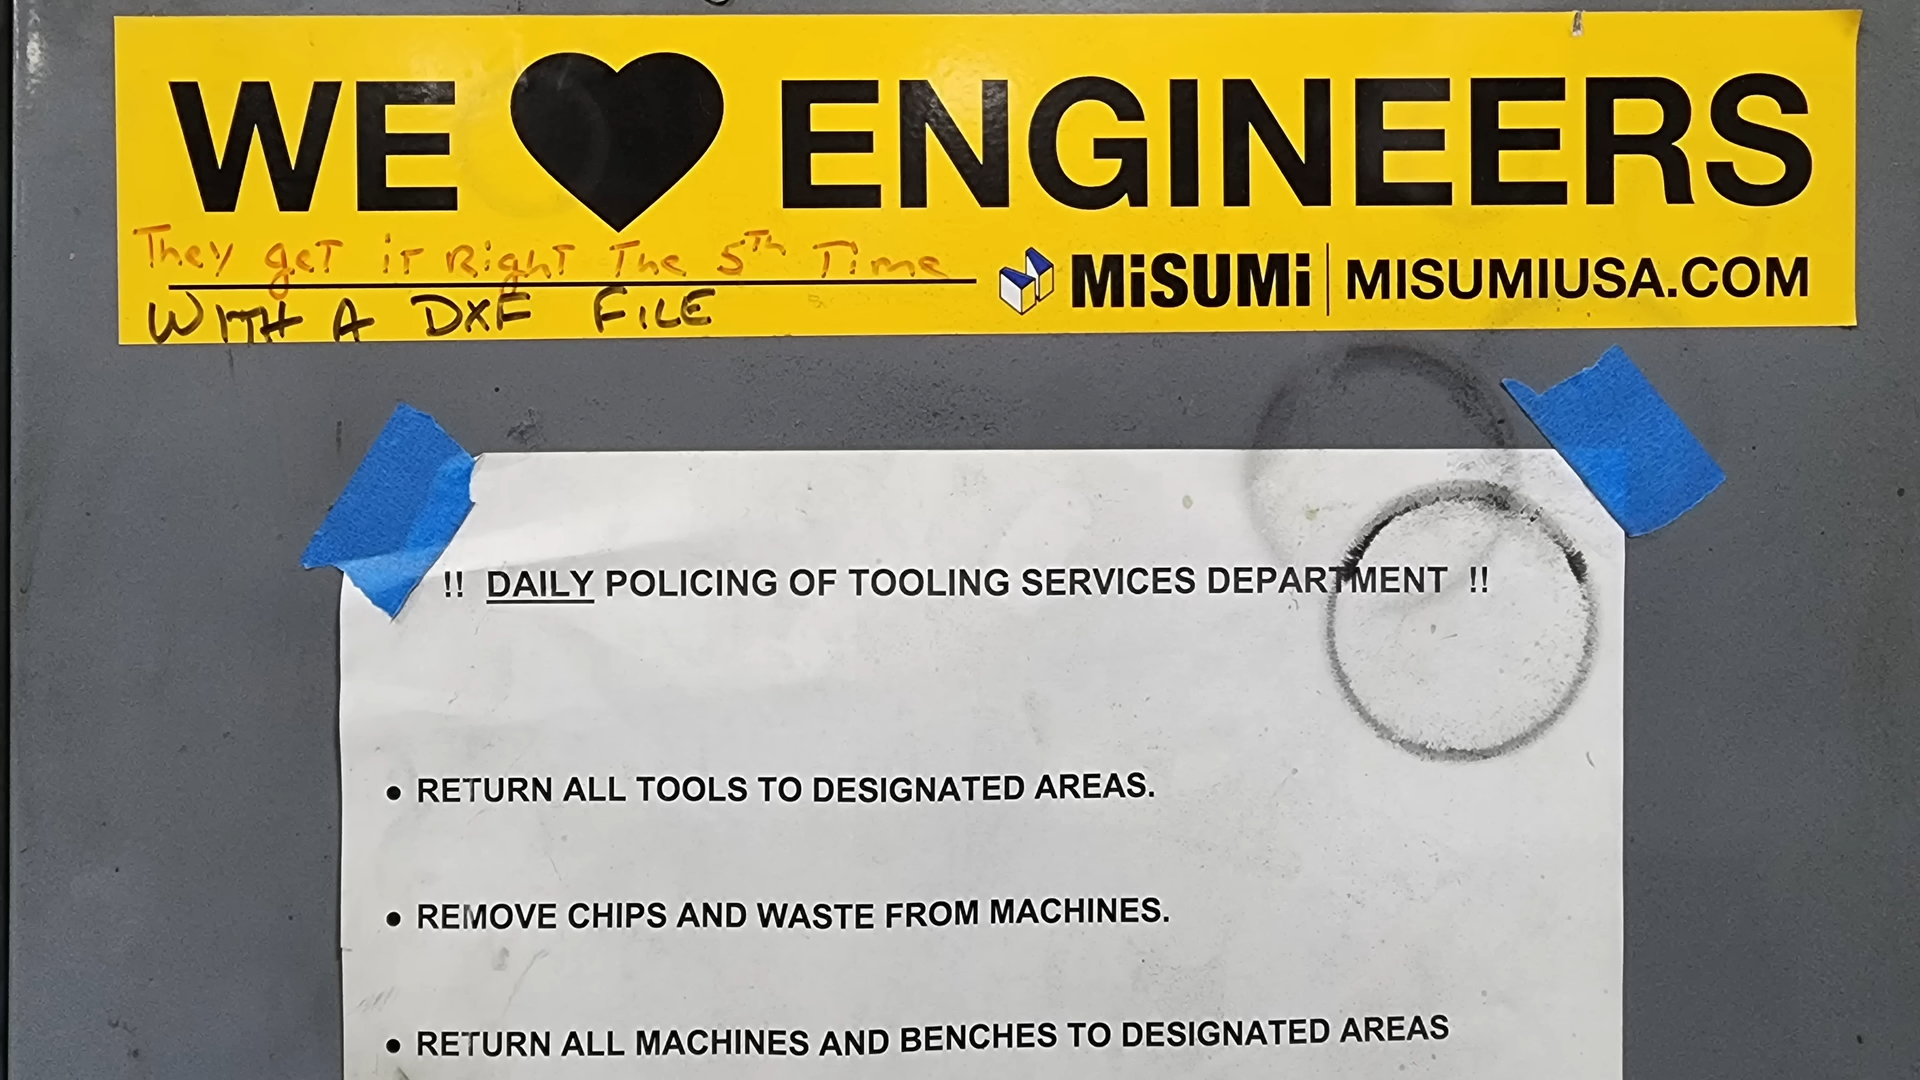 WE ♥ ENGINEERS
They get it Right The 5th Time
WITH A DXF FILE
MiSUMi | MISUMIUSA.COM
!! DAILY POLICING OF TOOLING SERVICES DEPARTMENT !!
• RETURN ALL TOOLS TO DESIGNATED AREAS.
• REMOVE CHIPS AND WASTE FROM MACHINES.
• RETURN ALL MACHINES AND BENCHES TO DESIGNATED AREAS